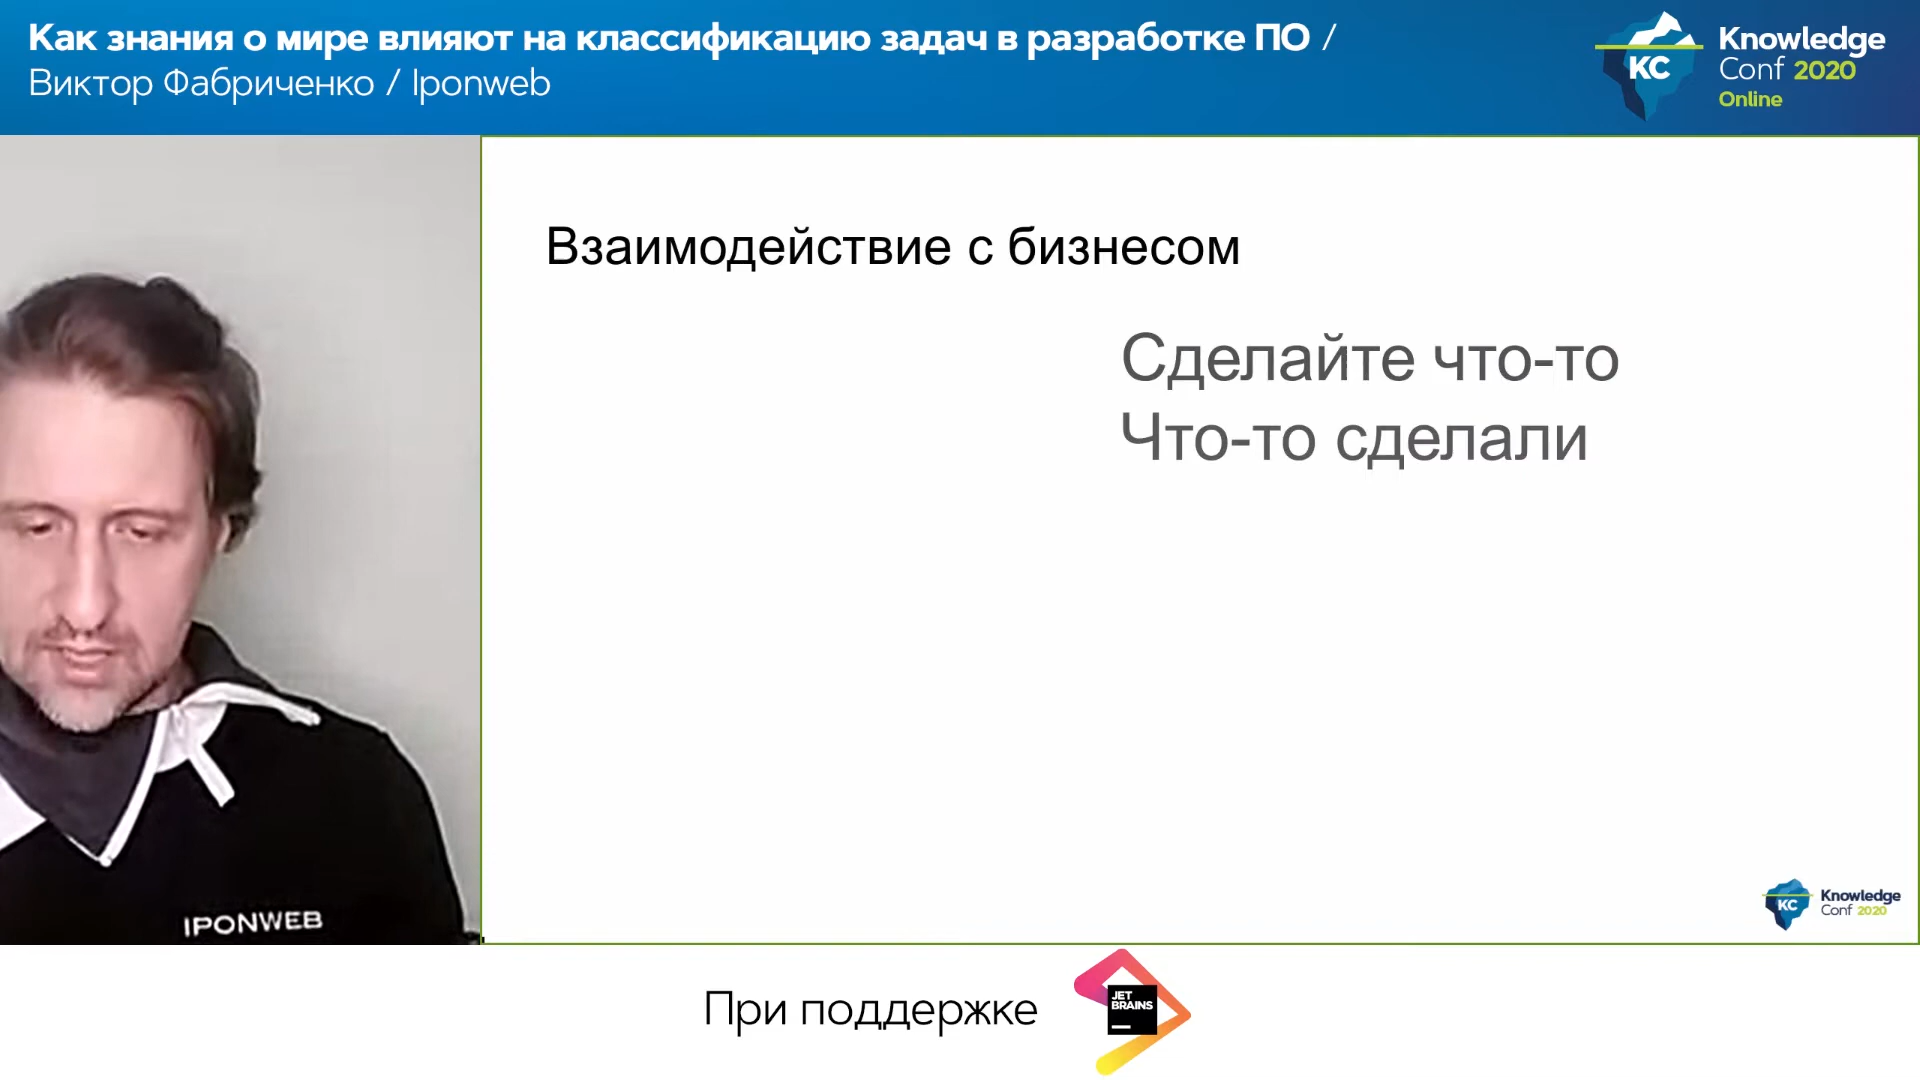 Как знания о мире влияют на классификацию задач в разработке ПО /
Виктор Фабриченко / Iponweb
KC
Knowledge
Conf 2020
Online
Взаимодействие с бизнесом
Сделайте что-то
Что-то сделали
IPONWEB
KC
Knowledge
Conf 2020
При поддержке
JET
BRAINS